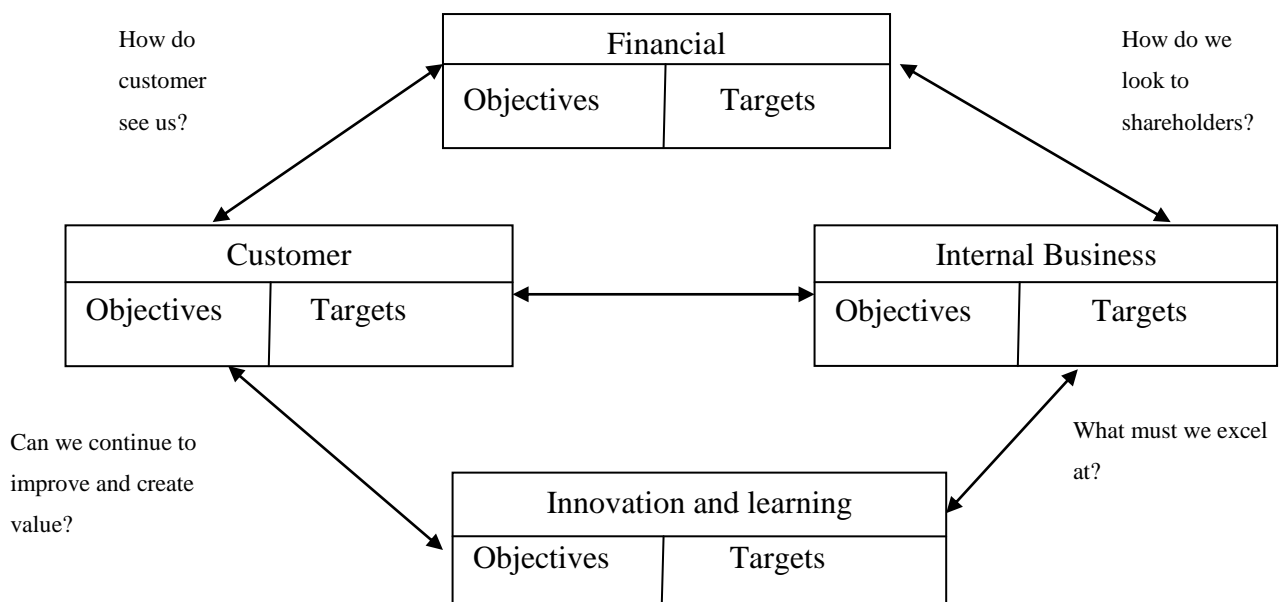 How do
customer
see us?
Financial
Objectives Targets
How do we
look to
shareholders?
Customer
Objectives Targets
Internal Business
Objectives Targets
Can we continue to
improve and create
value?
What must we excel
at?
Innovation and learning
Objectives Targets